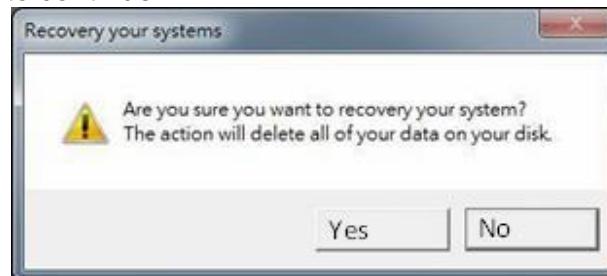 Recovery your systems
Are you sure you want to recovery your system?
The action will delete all of your data on your disk.
Yes
No